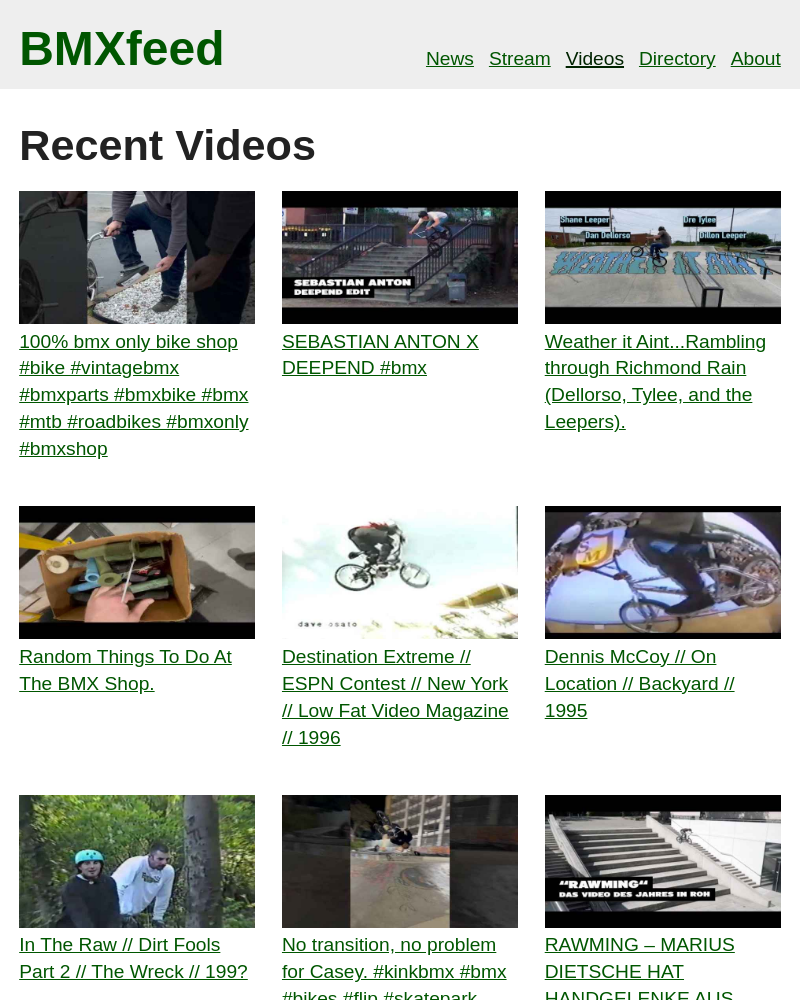 BMXfeed
News Stream Videos Directory About
Recent Videos
SEBASTIAN ANTON
DEEPEND EDIT
Shane Leeper
Dre Tylee
Dan Dellorso
Dillon Leeper
WEATHER IT AINT
100% bmx only bike shop
#bike #vintagebmx
#bmxparts #bmxbike #bmx
#mtb #roadbikes #bmxonly
#bmxshop
SEBASTIAN ANTON X
DEEPEND #bmx
Weather it Aint...Rambling
through Richmond Rain
(Dellorso, Tylee, and the
Leepers).
dave osato
Random Things To Do At
The BMX Shop.
Destination Extreme //
ESPN Contest // New York
// Low Fat Video Magazine
// 1996
Dennis McCoy // On
Location // Backyard //
1995
“RAWMING“
DAS VIDEO DES JAHRES IN ROH
In The Raw // Dirt Fools
Part 2 // The Wreck // 199?
No transition, no problem
for Casey. #kinkbmx #bmx
#bikes #flip #skatepark
RAWMING – MARIUS
DIETSCHE HAT
HANDGELENKE AUS